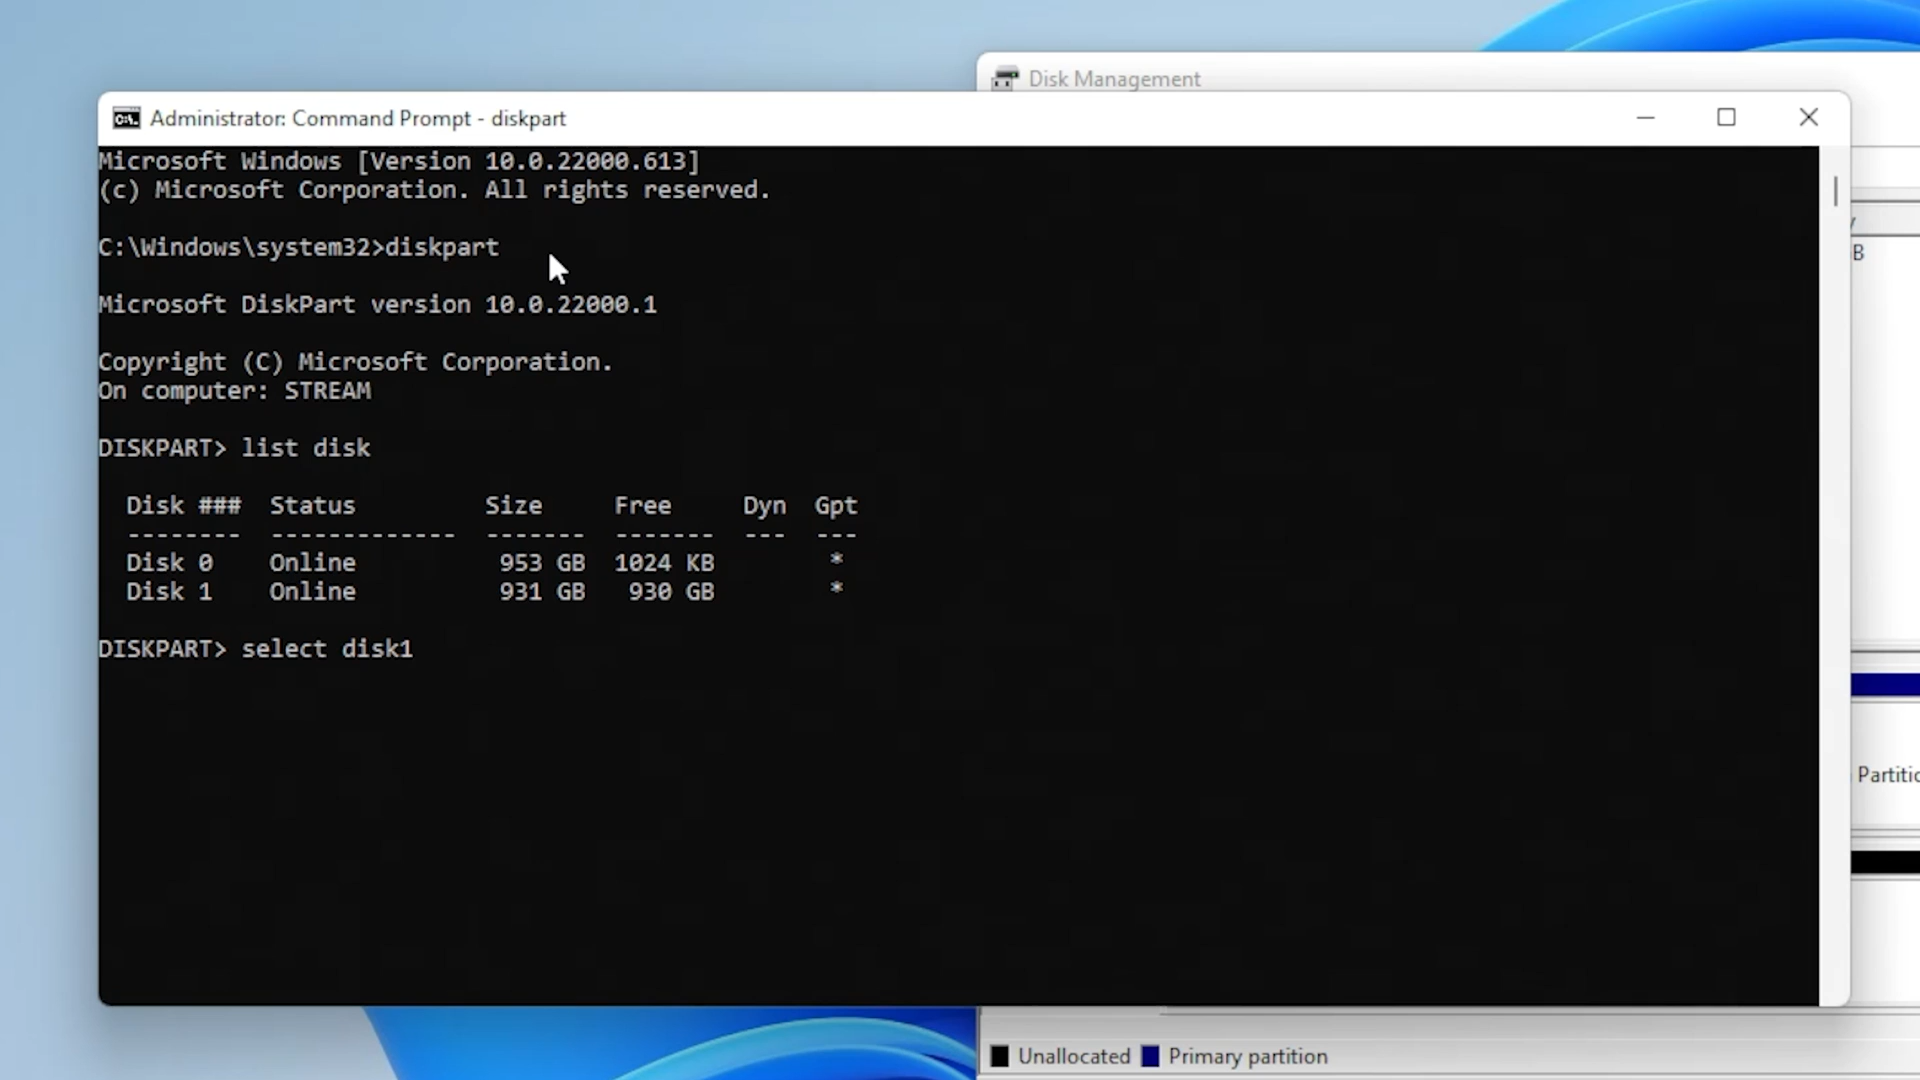 Disk Management
Administrator: Command Prompt - diskpart
Microsoft Windows [Version 10.0.22000.613]
(c) Microsoft Corporation. All rights reserved.
C:\Windows\system32>diskpart
Microsoft DiskPart version 10.0.22000.1
Copyright (C) Microsoft Corporation.
On computer: STREAM
DISKPART> list disk
Disk ###  Status         Size     Free     Dyn  Gpt
--------  -------------  -------  -------  ---  ---
Disk 0    Online          953 GB  1024 KB        *
Disk 1    Online          931 GB   930 GB        *
DISKPART> select disk1
B
Unallocated Primary partition